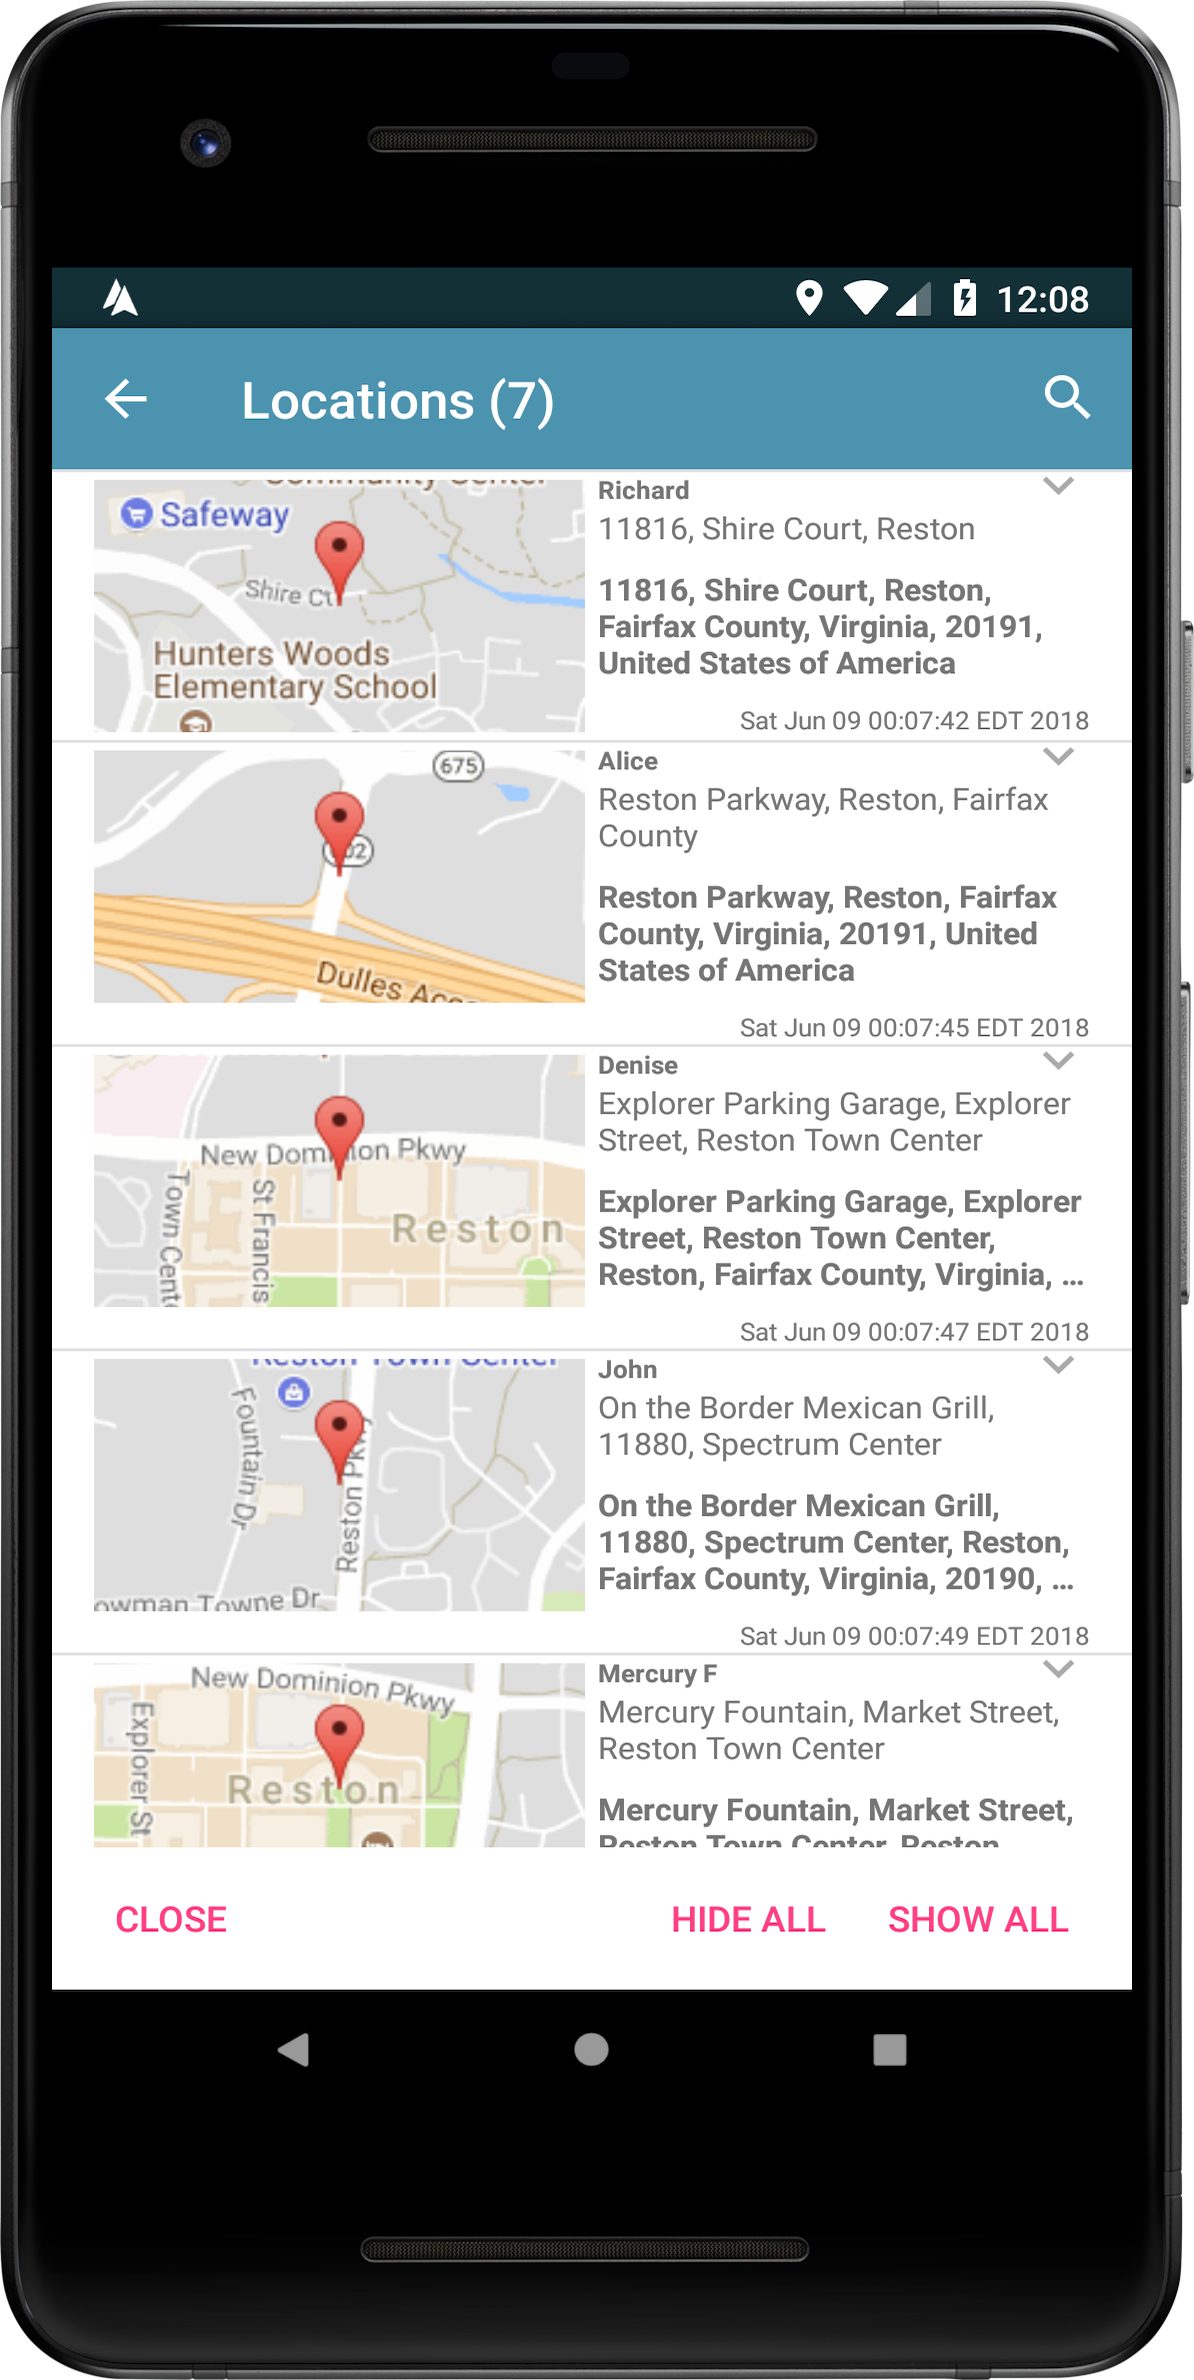 12:08
Locations (7)
Safeway
Shire Ct
Hunters Woods
Elementary School
Richard
11816, Shire Court, Reston
11816, Shire Court, Reston,
Fairfax County, Virginia, 20191,
United States of America
Sat Jun 09 00:07:42 EDT 2018
675
Dulles
Alice
Reston Parkway, Reston, Fairfax
County
Reston Parkway, Reston, Fairfax
County, Virginia, 20191, United
States of America
Sat Jun 09 00:07:45 EDT 2018
New Dominion Pkwy
Town Cent
St Francis
Reston
Denise
Explorer Parking Garage, Explorer
Street, Reston Town Center
Explorer Parking Garage, Explorer
Street, Reston Town Center,
Reston, Fairfax County, Virginia, ...
Sat Jun 09 00:07:47 EDT 2018
Reston Town Center
Fountain Dr
Reston Pkwy
owman Towne Dr
John
On the Border Mexican Grill,
11880, Spectrum Center
On the Border Mexican Grill,
11880, Spectrum Center, Reston,
Fairfax County, Virginia, 20190, ...
Sat Jun 09 00:07:49 EDT 2018
New Dominion Pkwy
Explorer St
Reston
Mercury F
Mercury Fountain, Market Street,
Reston Town Center
Mercury Fountain, Market Street,
Reston Town Center, Reston
CLOSE
HIDE ALL
SHOW ALL